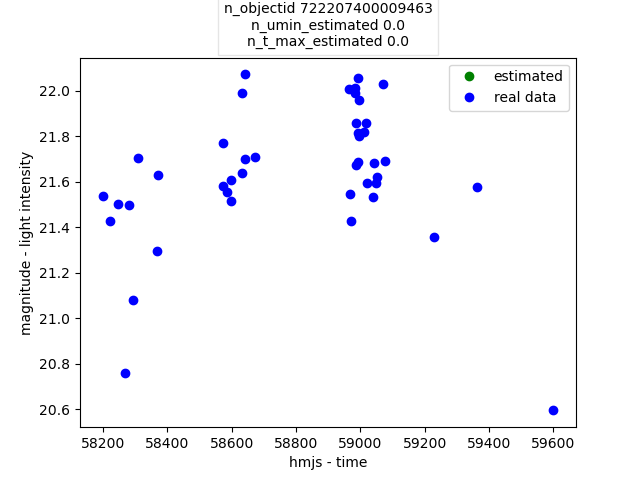 n_objectid 722207400009463
n_umin_estimated 0.0
n_t_max_estimated 0.0
estimated
real data
magnitude - light intensity
22.0
21.8
21.6
21.4
21.2
21.0
20.8
20.6
58200 58400 58600 58800 59000 59200 59400 59600
hmjs - time